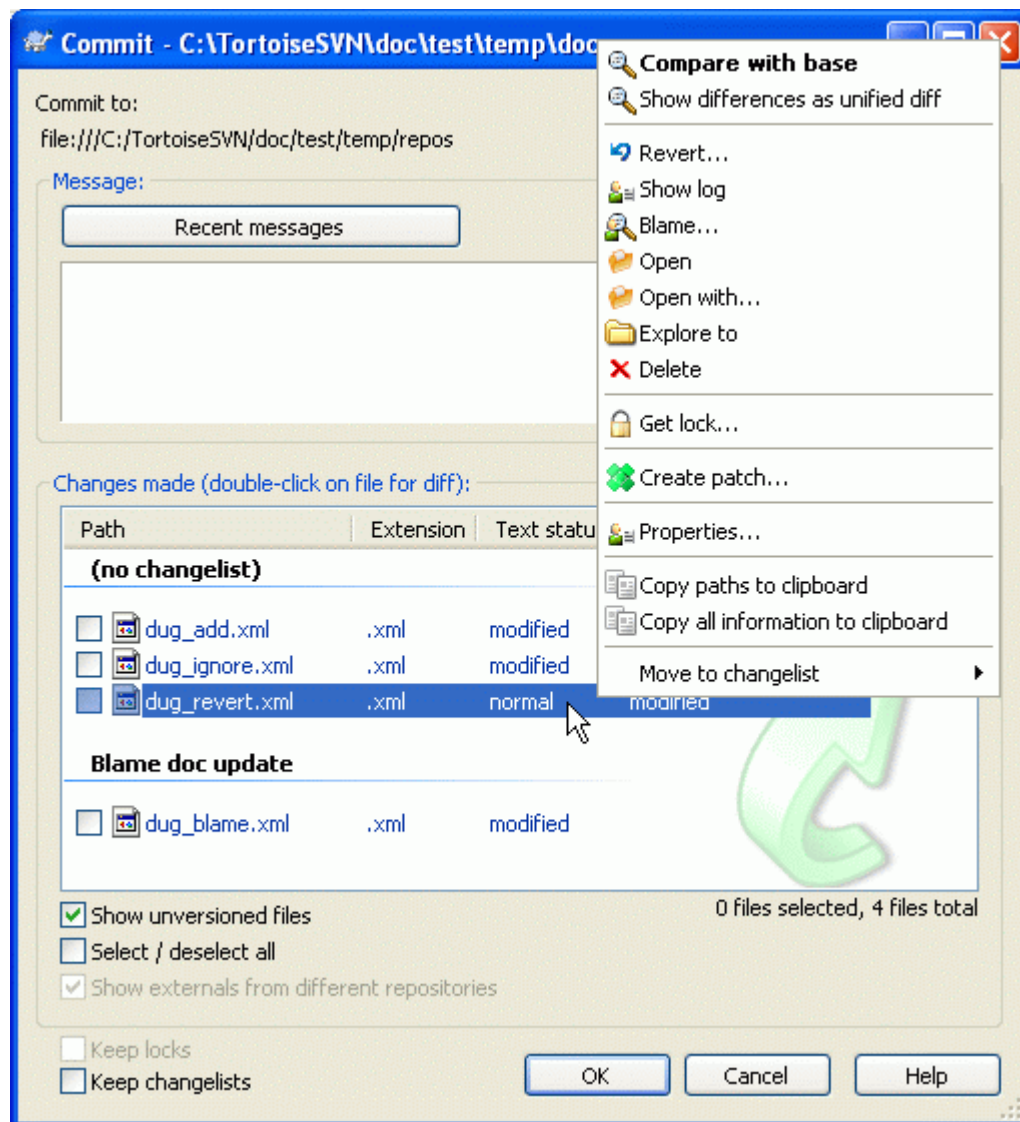 Commit - C:\TortoiseSVN\doc\test\temp\doc
Commit to:
file:///C:/TortoiseSVN/doc/test/temp/repos
Message:
Recent messages
Compare with base
Show differences as unified diff
Revert...
Show log
Blame...
Open
Open with...
Explore to
Delete
Get lock...
Create patch...
Properties...
Copy paths to clipboard
Copy all information to clipboard
Move to changelist
Changes made (double-click on file for diff):
Path Extension Text statu
(no changelist)
dug_add.xml .xml modified
dug_ignore.xml .xml modified
dug_revert.xml .xml normal modified
Blame doc update
dug_blame.xml .xml modified
0 files selected, 4 files total
Show unversioned files
Select / deselect all
Show externals from different repositories
Keep locks
Keep changelists
OK Cancel Help